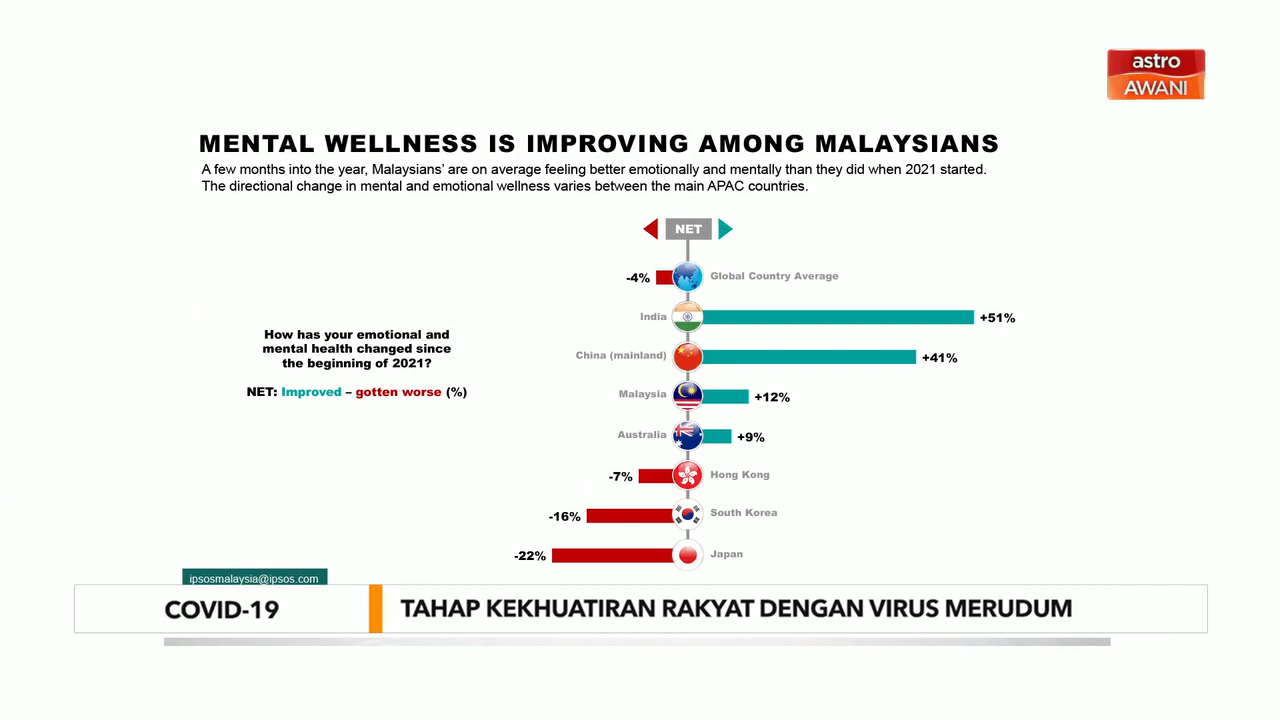 astro
AWANI
MENTAL WELLNESS IS IMPROVING AMONG MALAYSIANS
A few months into the year, Malaysians’ are on average feeling better emotionally and mentally than they did when 2021 started.
The directional change in mental and emotional wellness varies between the main APAC countries.
NET
-4% Global Country Average
India +51%
China (mainland) +41%
How has your emotional and
mental health changed since
the beginning of 2021?
NET: Improved – gotten worse (%)
Malaysia +12%
Australia +9%
-7% Hong Kong
-16% South Korea
-22% Japan
ipsosmalaysia@ipsos.com
COVID-19
TAHAP KEKHUATIRAN RAKYAT DENGAN VIRUS MERUDUM